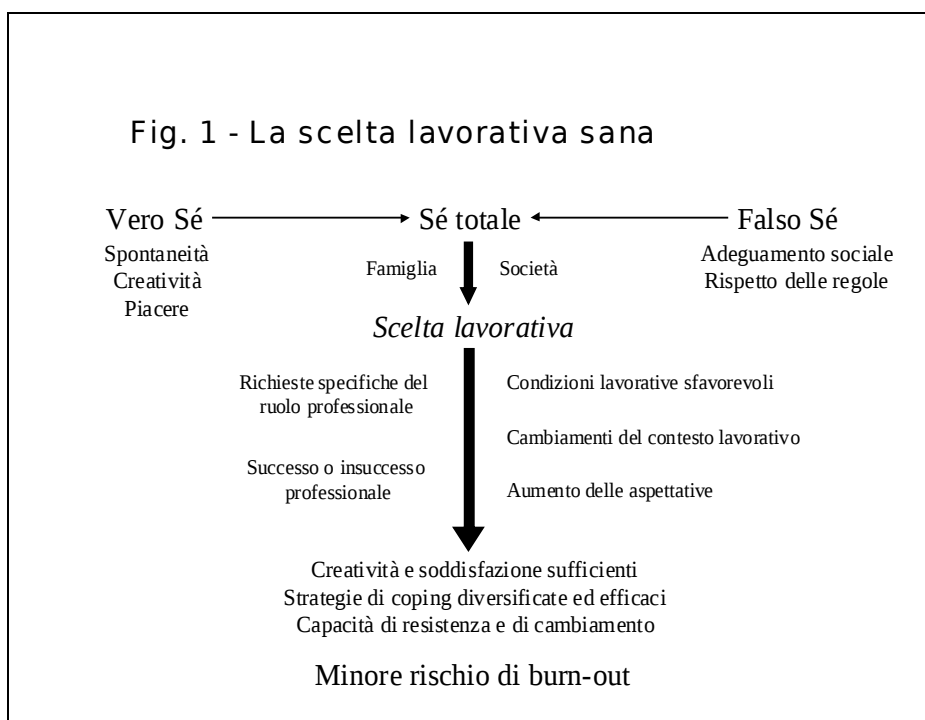 Fig. 1 - La scelta lavorativa sana
Vero Sé
Sé totale
Falso Sé
Spontaneità
Creatività
Piacere
Adeguamento sociale
Rispetto delle regole
Famiglia
Società
Scelta lavorativa
Richieste specifiche del
ruolo professionale
Condizioni lavorative sfavorevoli
Cambiamenti del contesto lavorativo
Successo o insuccesso
professionale
Aumento delle aspettative
Creatività e soddisfazione sufficienti
Strategie di coping diversificate ed efficaci
Capacità di resistenza e di cambiamento
Minore rischio di burn-out